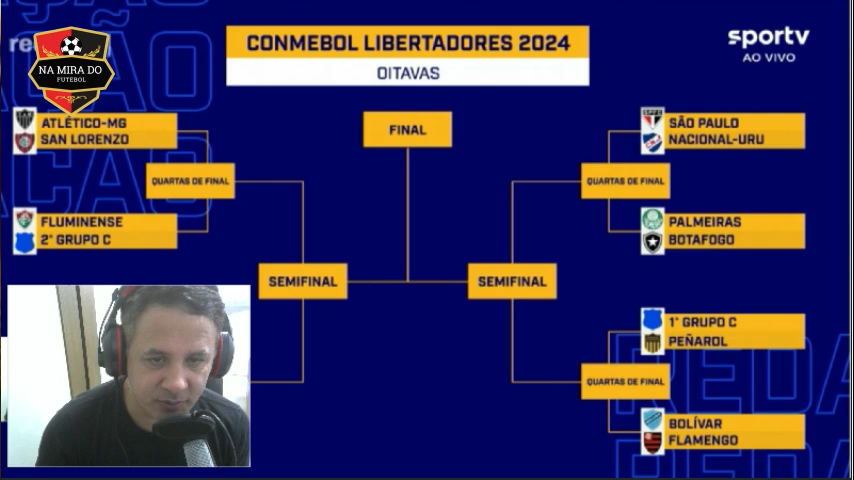 CONMEBOL LIBERTADORES 2024
OITAVAS
sportv
AO VIVO
re
NA MIRA DO
FUTEBOL
ATLÉTICO-MG
SAN LORENZO
QUARTAS DE FINAL
FLUMINENSE
2° GRUPO C
SEMIFINAL
FINAL
SPFC
SÃO PAULO
NACIONAL-URU
QUARTAS DE FINAL
PALMEIRAS
BOTAFOGO
SEMIFINAL
1° GRUPO C
PEÑAROL
QUARTAS DE FINAL
BOLÍVAR
FLAMENGO